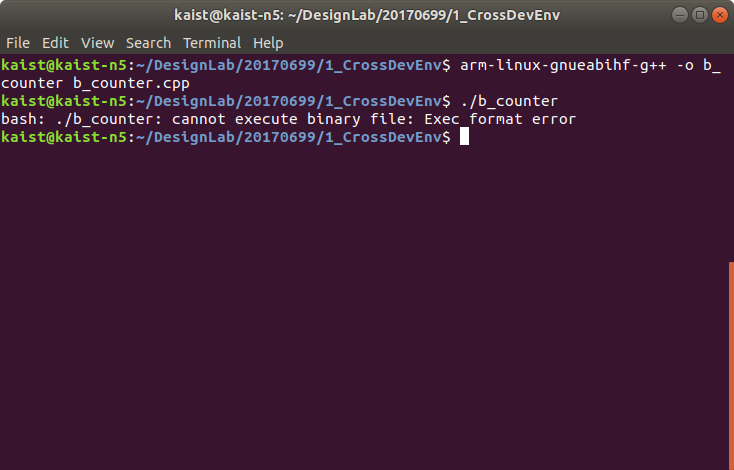 kaist@kaist-n5: ~/DesignLab/20170699/1_CrossDevEnv
File Edit View Search Terminal Help
kaist@kaist-n5:~/DesignLab/20170699/1_CrossDevEnv$ arm-linux-gnueabihf-g++ -o b_
counter b_counter.cpp
kaist@kaist-n5:~/DesignLab/20170699/1_CrossDevEnv$ ./b_counter
bash: ./b_counter: cannot execute binary file: Exec format error
kaist@kaist-n5:~/DesignLab/20170699/1_CrossDevEnv$